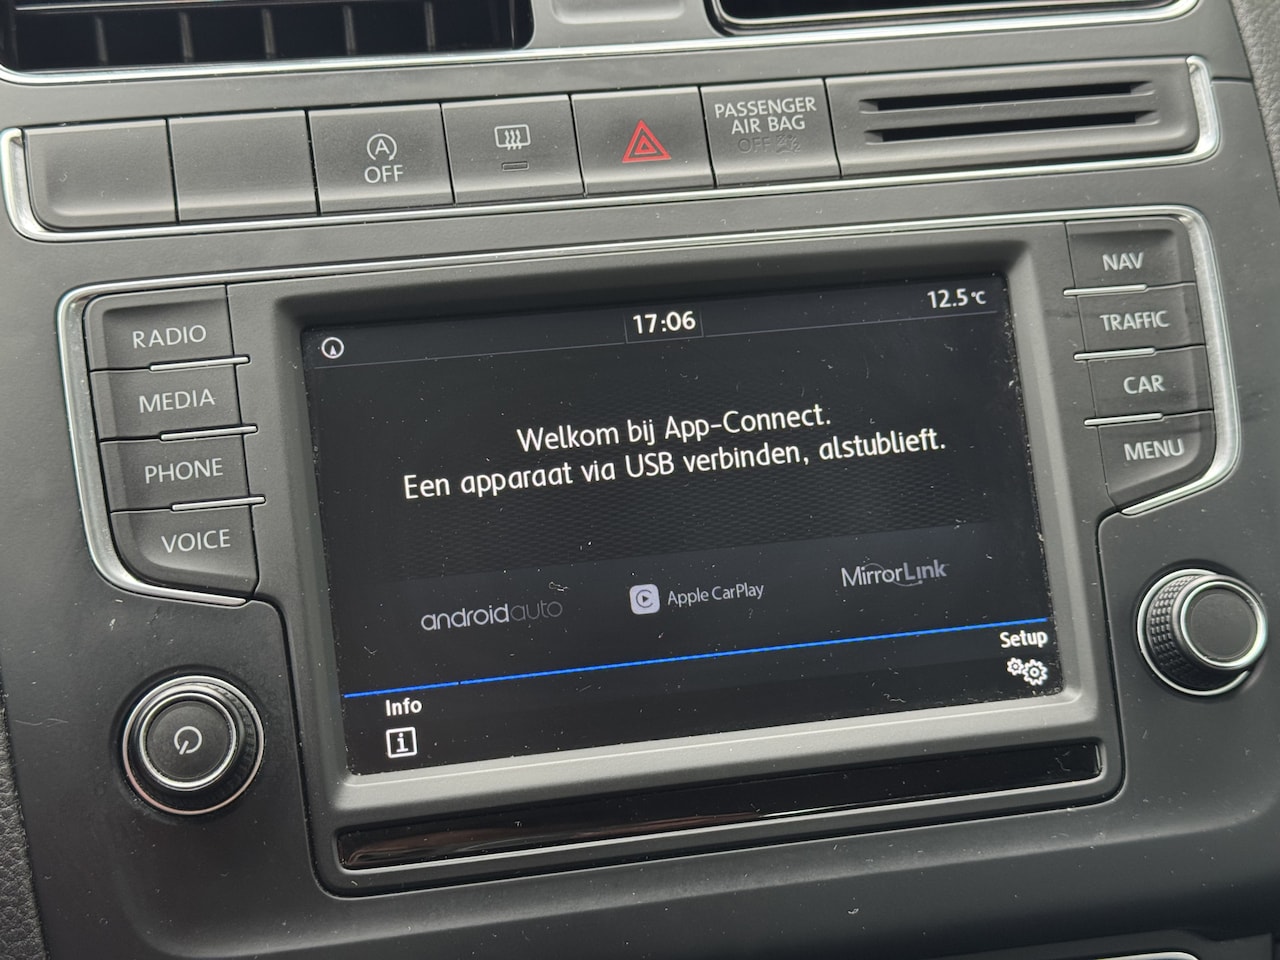 A
OFF
PASSENGER
AIR BAG
OFF
RADIO
MEDIA
PHONE
VOICE
17:06
12.5°C
Welkom bij App-Connect.
Een apparaat via USB verbinden, alstublieft.
androidauto
Apple CarPlay
MirrorLink
Info
i
Setup
NAV
TRAFFIC
CAR
MENU